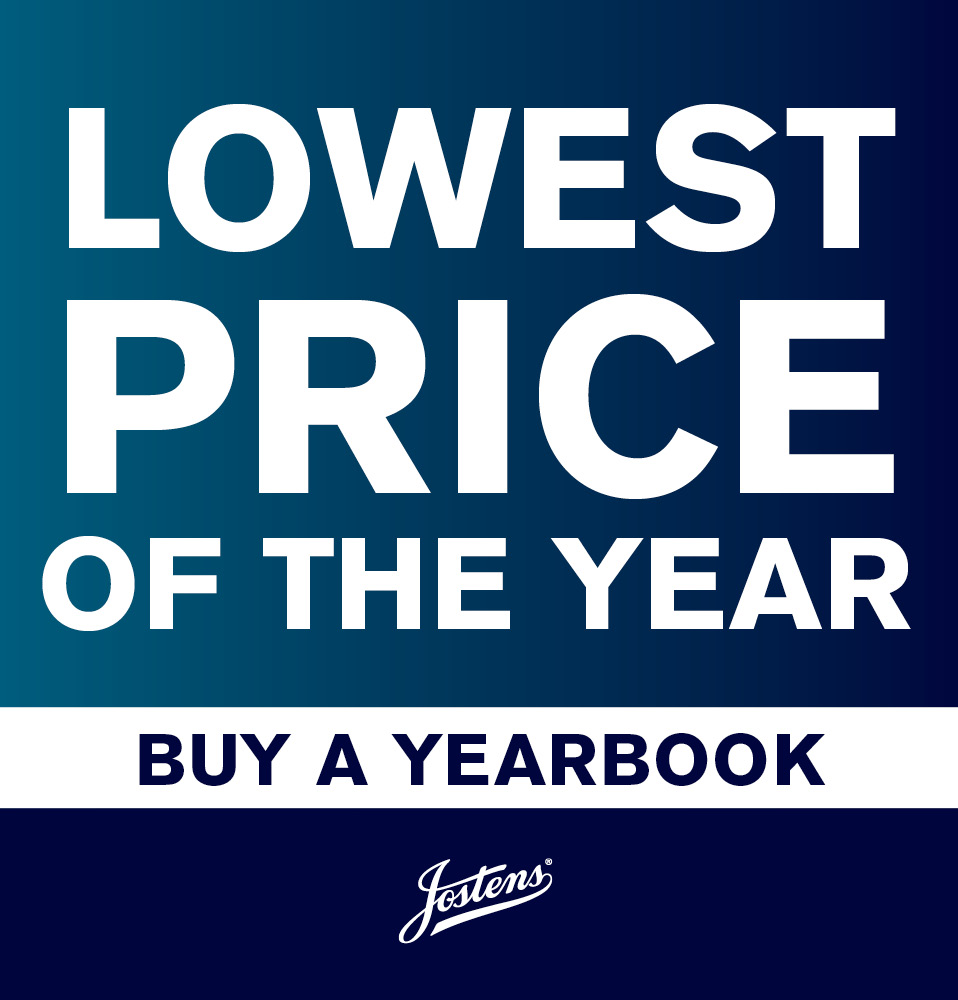 LOWEST
PRICE
OF THE YEAR
BUY A YEARBOOK
Jostens®